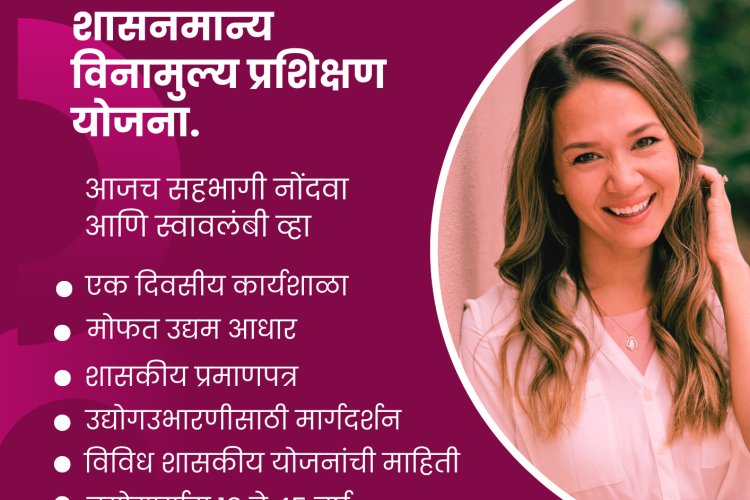 शासनमान्य
विनामुल्य प्रशिक्षण
योजना.
आजच सहभागी नोंदवा
आणि स्वावलंबी व्हा
एक दिवसीय कार्यशाळा
मोफत उद्यम आधार
शासकीय प्रमाणपत्र
उद्योगउभारणीसाठी मार्गदर्शन
विविध शासकीय योजनांची माहिती